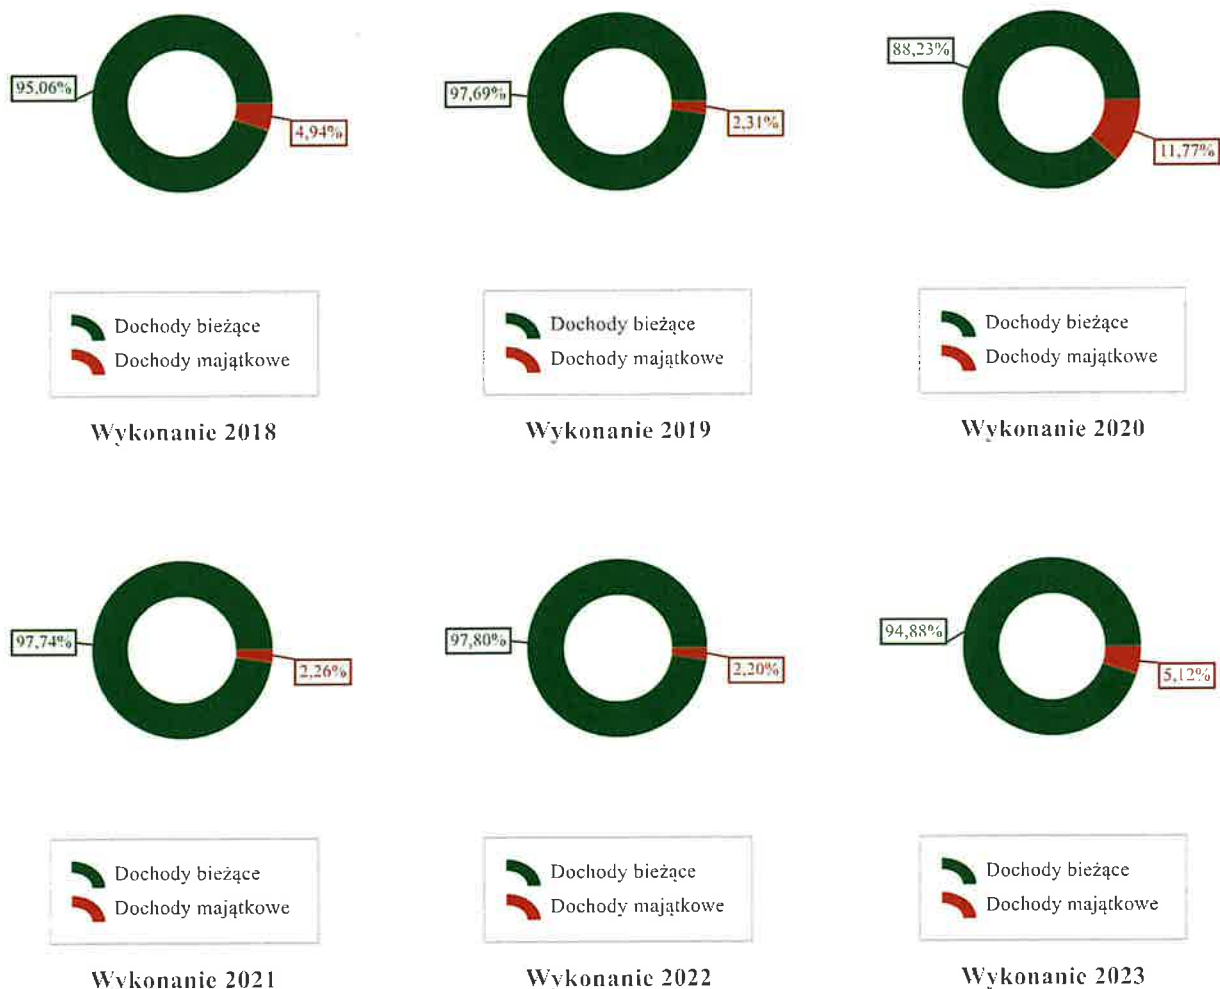 95,06%
4,94%
Dochody bieżące
Dochody majątkowe
Wykonanie 2018
97,69%
2,31%
Dochody bieżące
Dochody majątkowe
Wykonanie 2019
88,23%
11,77%
Dochody bieżące
Dochody majątkowe
Wykonanie 2020
97,74%
2,26%
Dochody bieżące
Dochody majątkowe
Wykonanie 2021
97,80%
2,20%
Dochody bieżące
Dochody majątkowe
Wykonanie 2022
94,88%
5,12%
Dochody bieżące
Dochody majątkowe
Wykonanie 2023